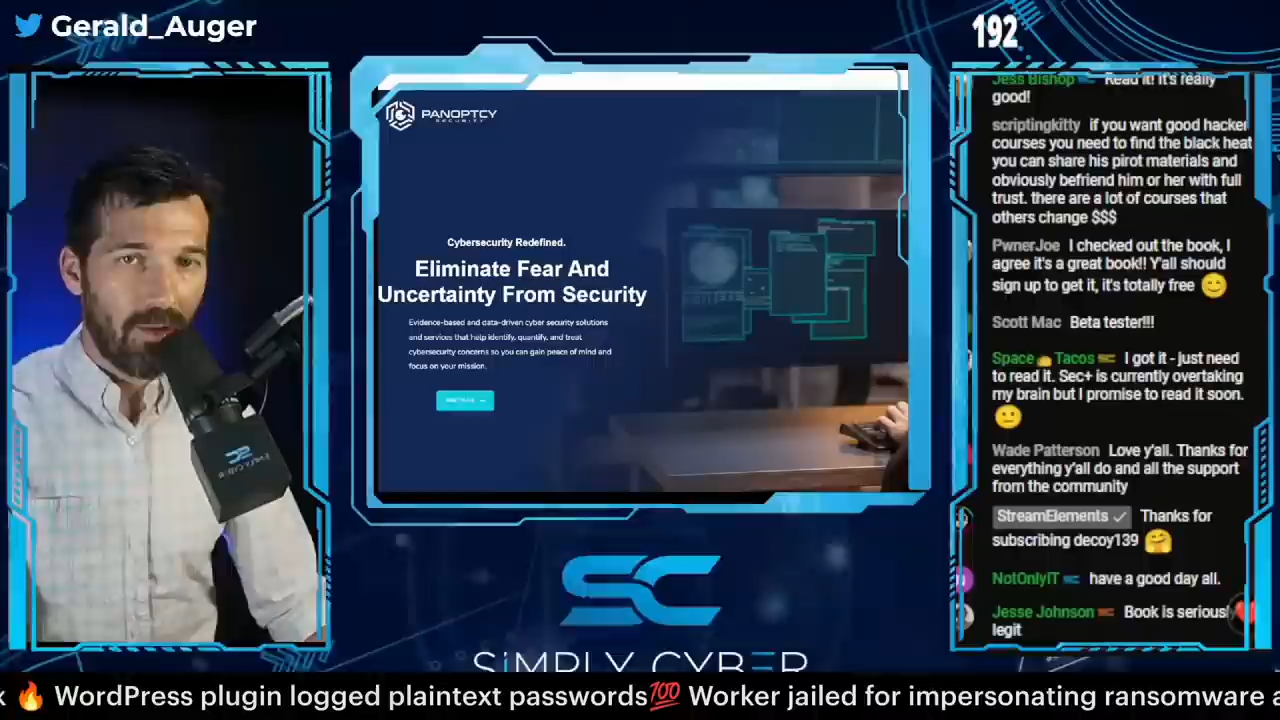 Gerald_Auger
192
PANOPTCY
SECURITY
Cybersecurity Redefined.
Eliminate Fear And
Uncertainty From Security
Evidence-based and data-driven cyber security solutions
and services that help identify, quantify, and treat
cybersecurity concerns so you can gain peace of mind and
focus on your mission.
Jess Bishop Read it! it's really
good!
scriptingkitty if you want good hacker
courses you need to find the black heat
you can share his pirot materials and
obviously befriend him or her with full
trust. there are a lot of courses that
others change $$$
PwnerJoe I checked out the book, I
agree it's a great book!! Y'all should
sign up to get it, it's totally free 😊
Scott Mac Beta tester!!!
Space 🌮 Tacos I got it - just need
to read it. Sec+ is currently overtaking
my brain but I promise to read it soon.
🙂
Wade Patterson Love y'all. Thanks for
everything y'all do and all the support
from the community
StreamElements ✓ Thanks for
subscribing decoy139 🤗
NotOnlyIT have a good day all.
Jesse Johnson Book is seriously
legit
SC
SIMPLY CYBER
🔥 WordPress plugin logged plaintext passwords💯 Worker jailed for impersonating ransomware